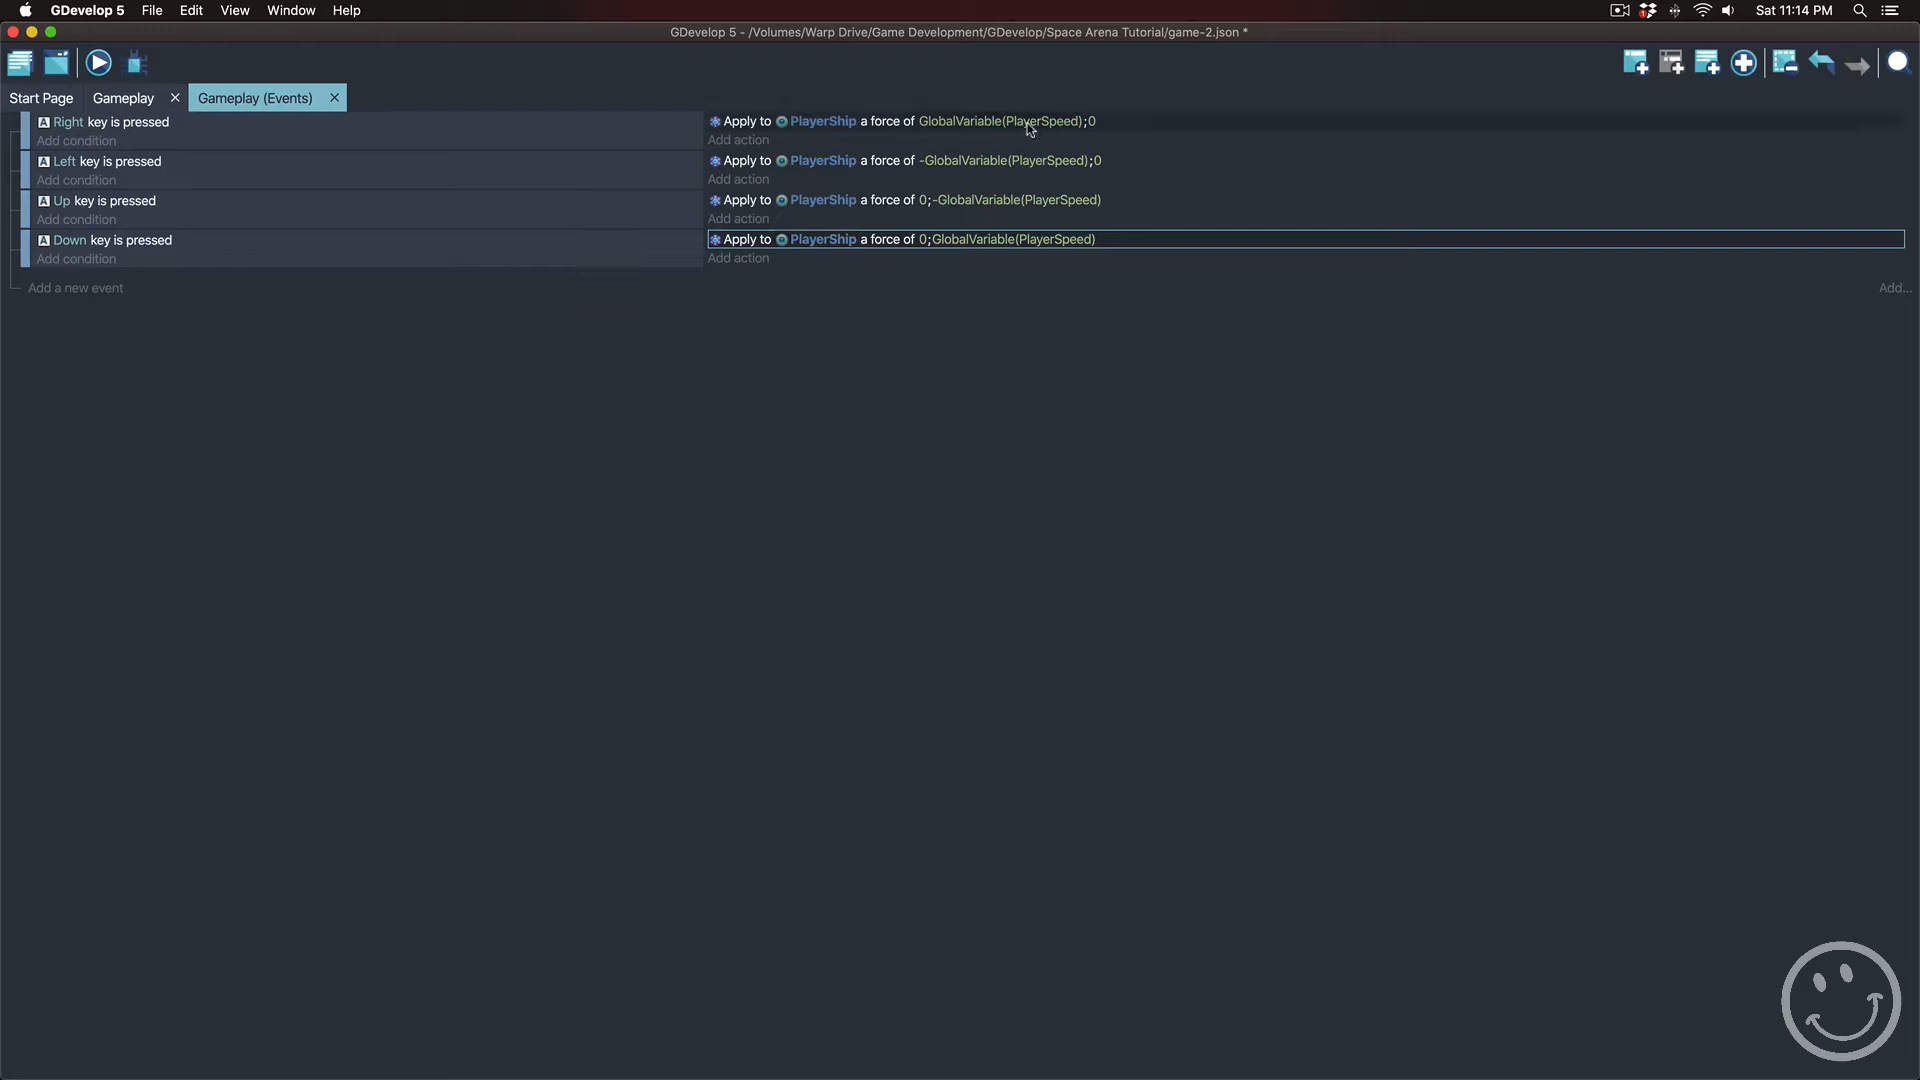 GDevelop 5 File Edit View Window Help Sat 11:14 PM
GDevelop 5 - /Volumes/Warp Drive/Game Development/GDevelop/Space Arena Tutorial/game-2.json *
Start Page Gameplay Gameplay (Events)
Right key is pressed Apply to PlayerShip a force of GlobalVariable(PlayerSpeed);0
Add condition Add action
Left key is pressed Apply to PlayerShip a force of -GlobalVariable(PlayerSpeed);0
Add condition Add action
Up key is pressed Apply to PlayerShip a force of 0;-GlobalVariable(PlayerSpeed)
Add condition Add action
Down key is pressed Apply to PlayerShip a force of 0;GlobalVariable(PlayerSpeed)
Add condition Add action
Add a new event Add...